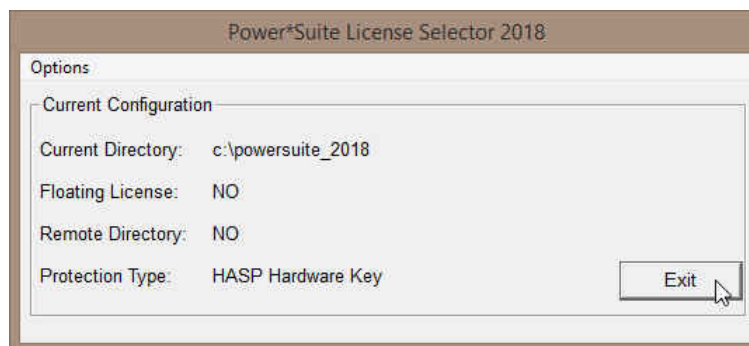 Power*Suite License Selector 2018
Options
Current Configuration
Current Directory: c:\powersuite_2018
Floating License: NO
Remote Directory: NO
Protection Type: HASP Hardware Key
Exit